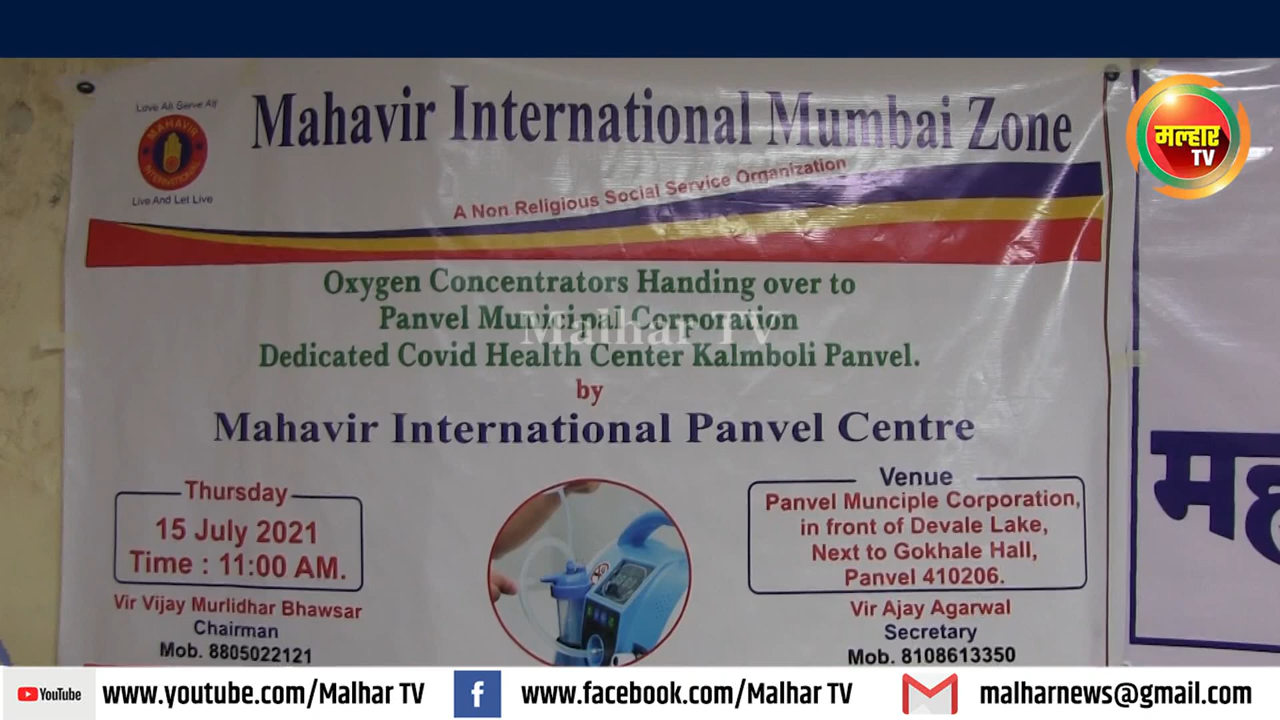 Love All Serve All
MAHAVIR
INTERNATIONAL
Live And Let Live
Mahavir International Mumbai Zone
A Non Religious Social Service Organization
मल्हार
TV
Oxygen Concentrators Handing over to
Panvel Municipal Corporation
Malhar TV
Dedicated Covid Health Center Kalmboli Panvel.
by
Mahavir International Panvel Centre
Thursday
15 July 2021
Time : 11:00 AM.
Venue
Panvel Munciple Corporation,
in front of Devale Lake,
Next to Gokhale Hall,
Panvel 410206.
Vir Vijay Murlidhar Bhawsar
Chairman
Mob. 8805022121
Vir Ajay Agarwal
Secretary
Mob. 8108613350
YouTube www.youtube.com/Malhar TV
f www.facebook.com/Malhar TV
malharnews@gmail.com